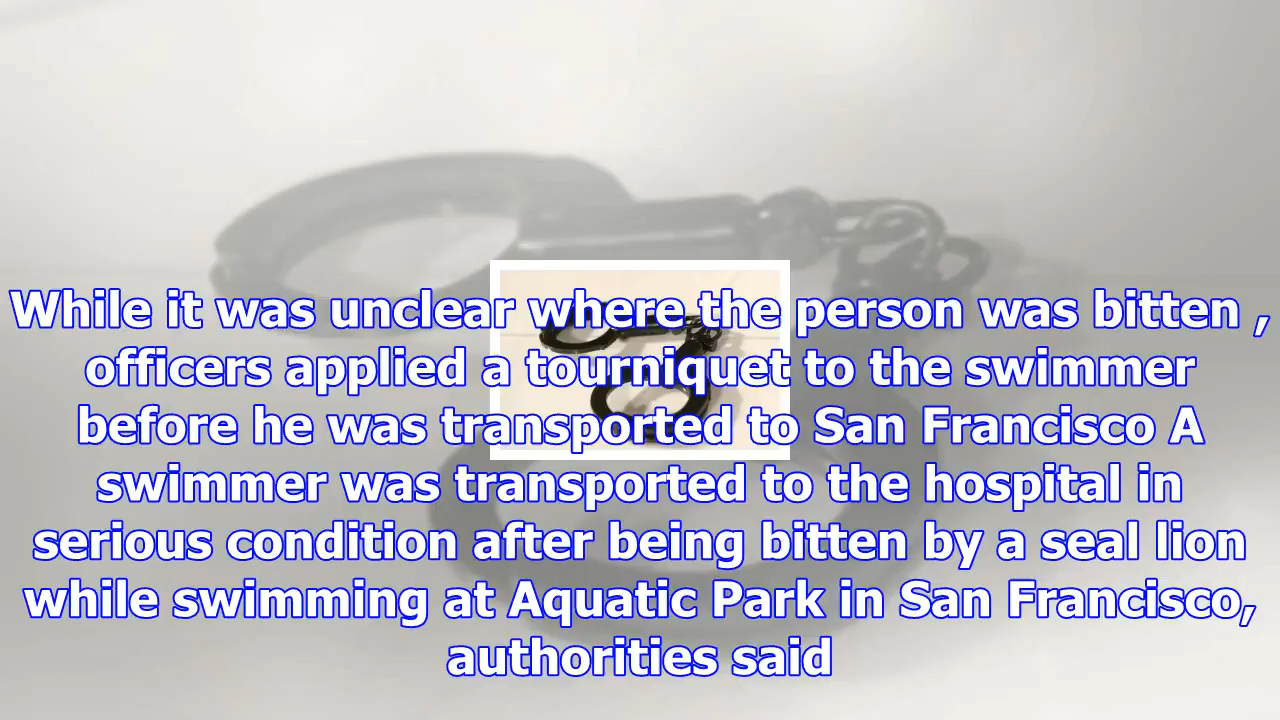 While it was unclear where the person was bitten ,
officers applied a tourniquet to the swimmer
before he was transported to San Francisco A
swimmer was transported to the hospital in
serious condition after being bitten by a seal lion
while swimming at Aquatic Park in San Francisco,
authorities said